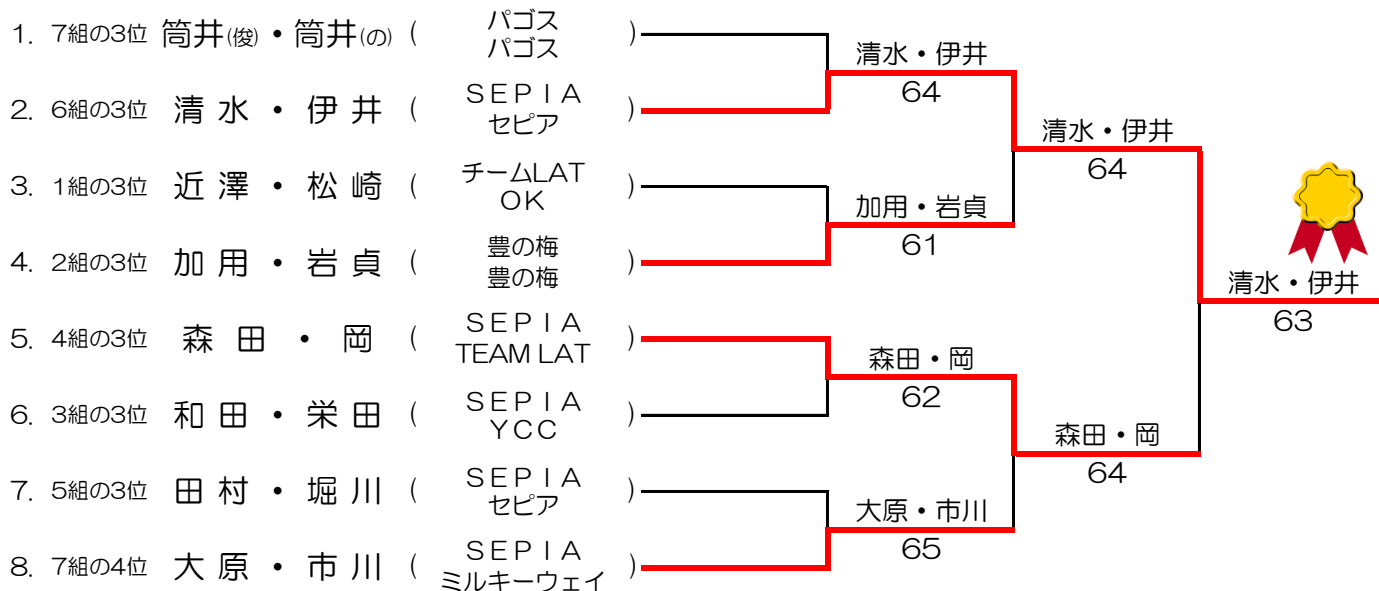 1. 7組の3位 筒井(俊)・筒井(の) ( パゴス パゴス )
清水・伊井
64
2. 6組の3位 清水・伊井 ( SEPIA セピア )
清水・伊井
64
3. 1組の3位 近澤・松崎 ( チームLAT OK )
加用・岩貞
61
4. 2組の3位 加用・岩貞 ( 豊の梅 豊の梅 )
清水・伊井
63
5. 4組の3位 森田・岡 ( SEPIA TEAM LAT )
森田・岡
62
6. 3組の3位 和田・栄田 ( SEPIA YCC )
森田・岡
64
7. 5組の3位 田村・堀川 ( SEPIA セピア )
大原・市川
65
8. 7組の4位 大原・市川 ( SEPIA ミルキーウェイ )